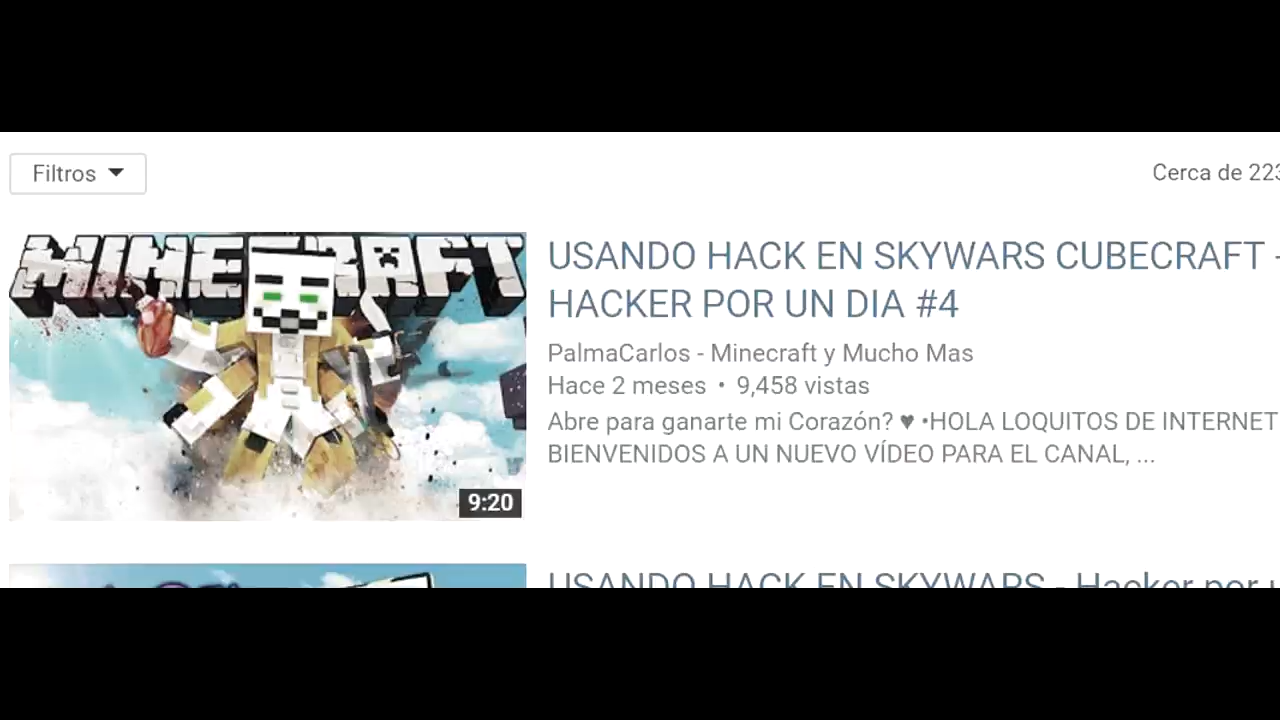 Filtros
Cerca de 223
MINECRAFT
USANDO HACK EN SKYWARS CUBECRAFT -
HACKER POR UN DIA #4
PalmaCarlos - Minecraft y Mucho Mas
Hace 2 meses • 9,458 vistas
Abre para ganarte mi Corazón? ♥ •HOLA LOQUITOS DE INTERNET
BIENVENIDOS A UN NUEVO VÍDEO PARA EL CANAL, ...
9:20
USANDO HACK EN SKYWARS - Hacker por